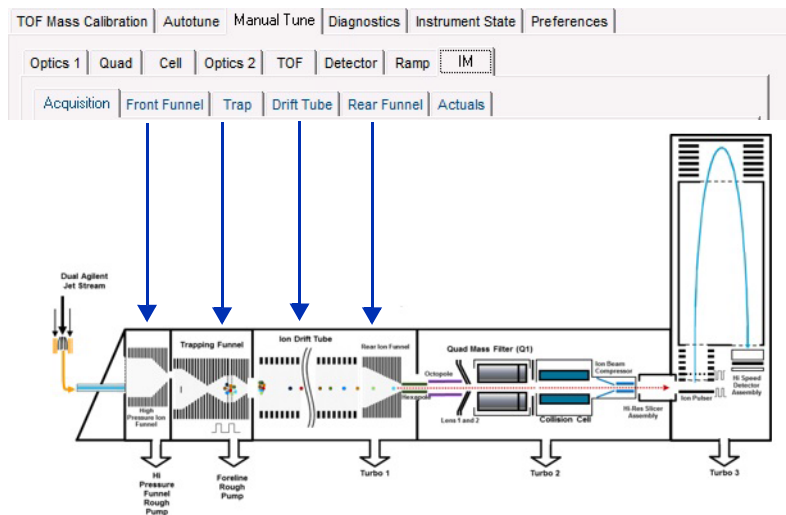 TOF Mass Calibration Autotune Manual Tune Diagnostics Instrument State Preferences
Optics 1 Quad Cell Optics 2 TOF Detector Ramp IM
Acquisition Front Funnel Trap Drift Tube Rear Funnel Actuals
Dual Agilent
Jet Stream
Trapping Funnel
Ion Drift Tube
Rear Ion Funnel
Quad Mass Filter (Q1)
Octopole
Ion Beam
Compressor
Hexapole
High
Pressure Ion
Funnel
Lens 1 and 2
Collision Cell
Hi-Res Slicer
Assembly
Ion Pulser
Hi Speed
Detector
Assembly
Hi
Pressure
Funnel
Rough
Pump
Foreline
Rough
Pump
Turbo 1
Turbo 2
Turbo 3